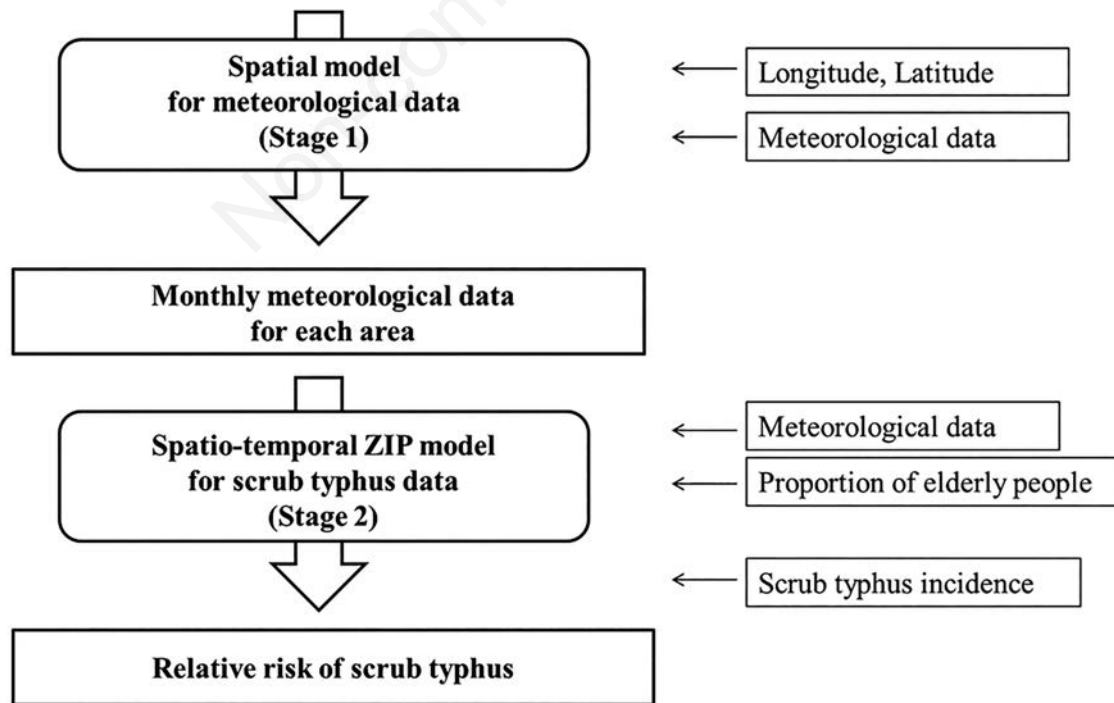 Spatial model
for meteorological data
(Stage 1)
Longitude, Latitude
Meteorological data
Monthly meteorological data
for each area
Spatio-temporal ZIP model
for scrub typhus data
(Stage 2)
Meteorological data
Proportion of elderly people
Scrub typhus incidence
Relative risk of scrub typhus